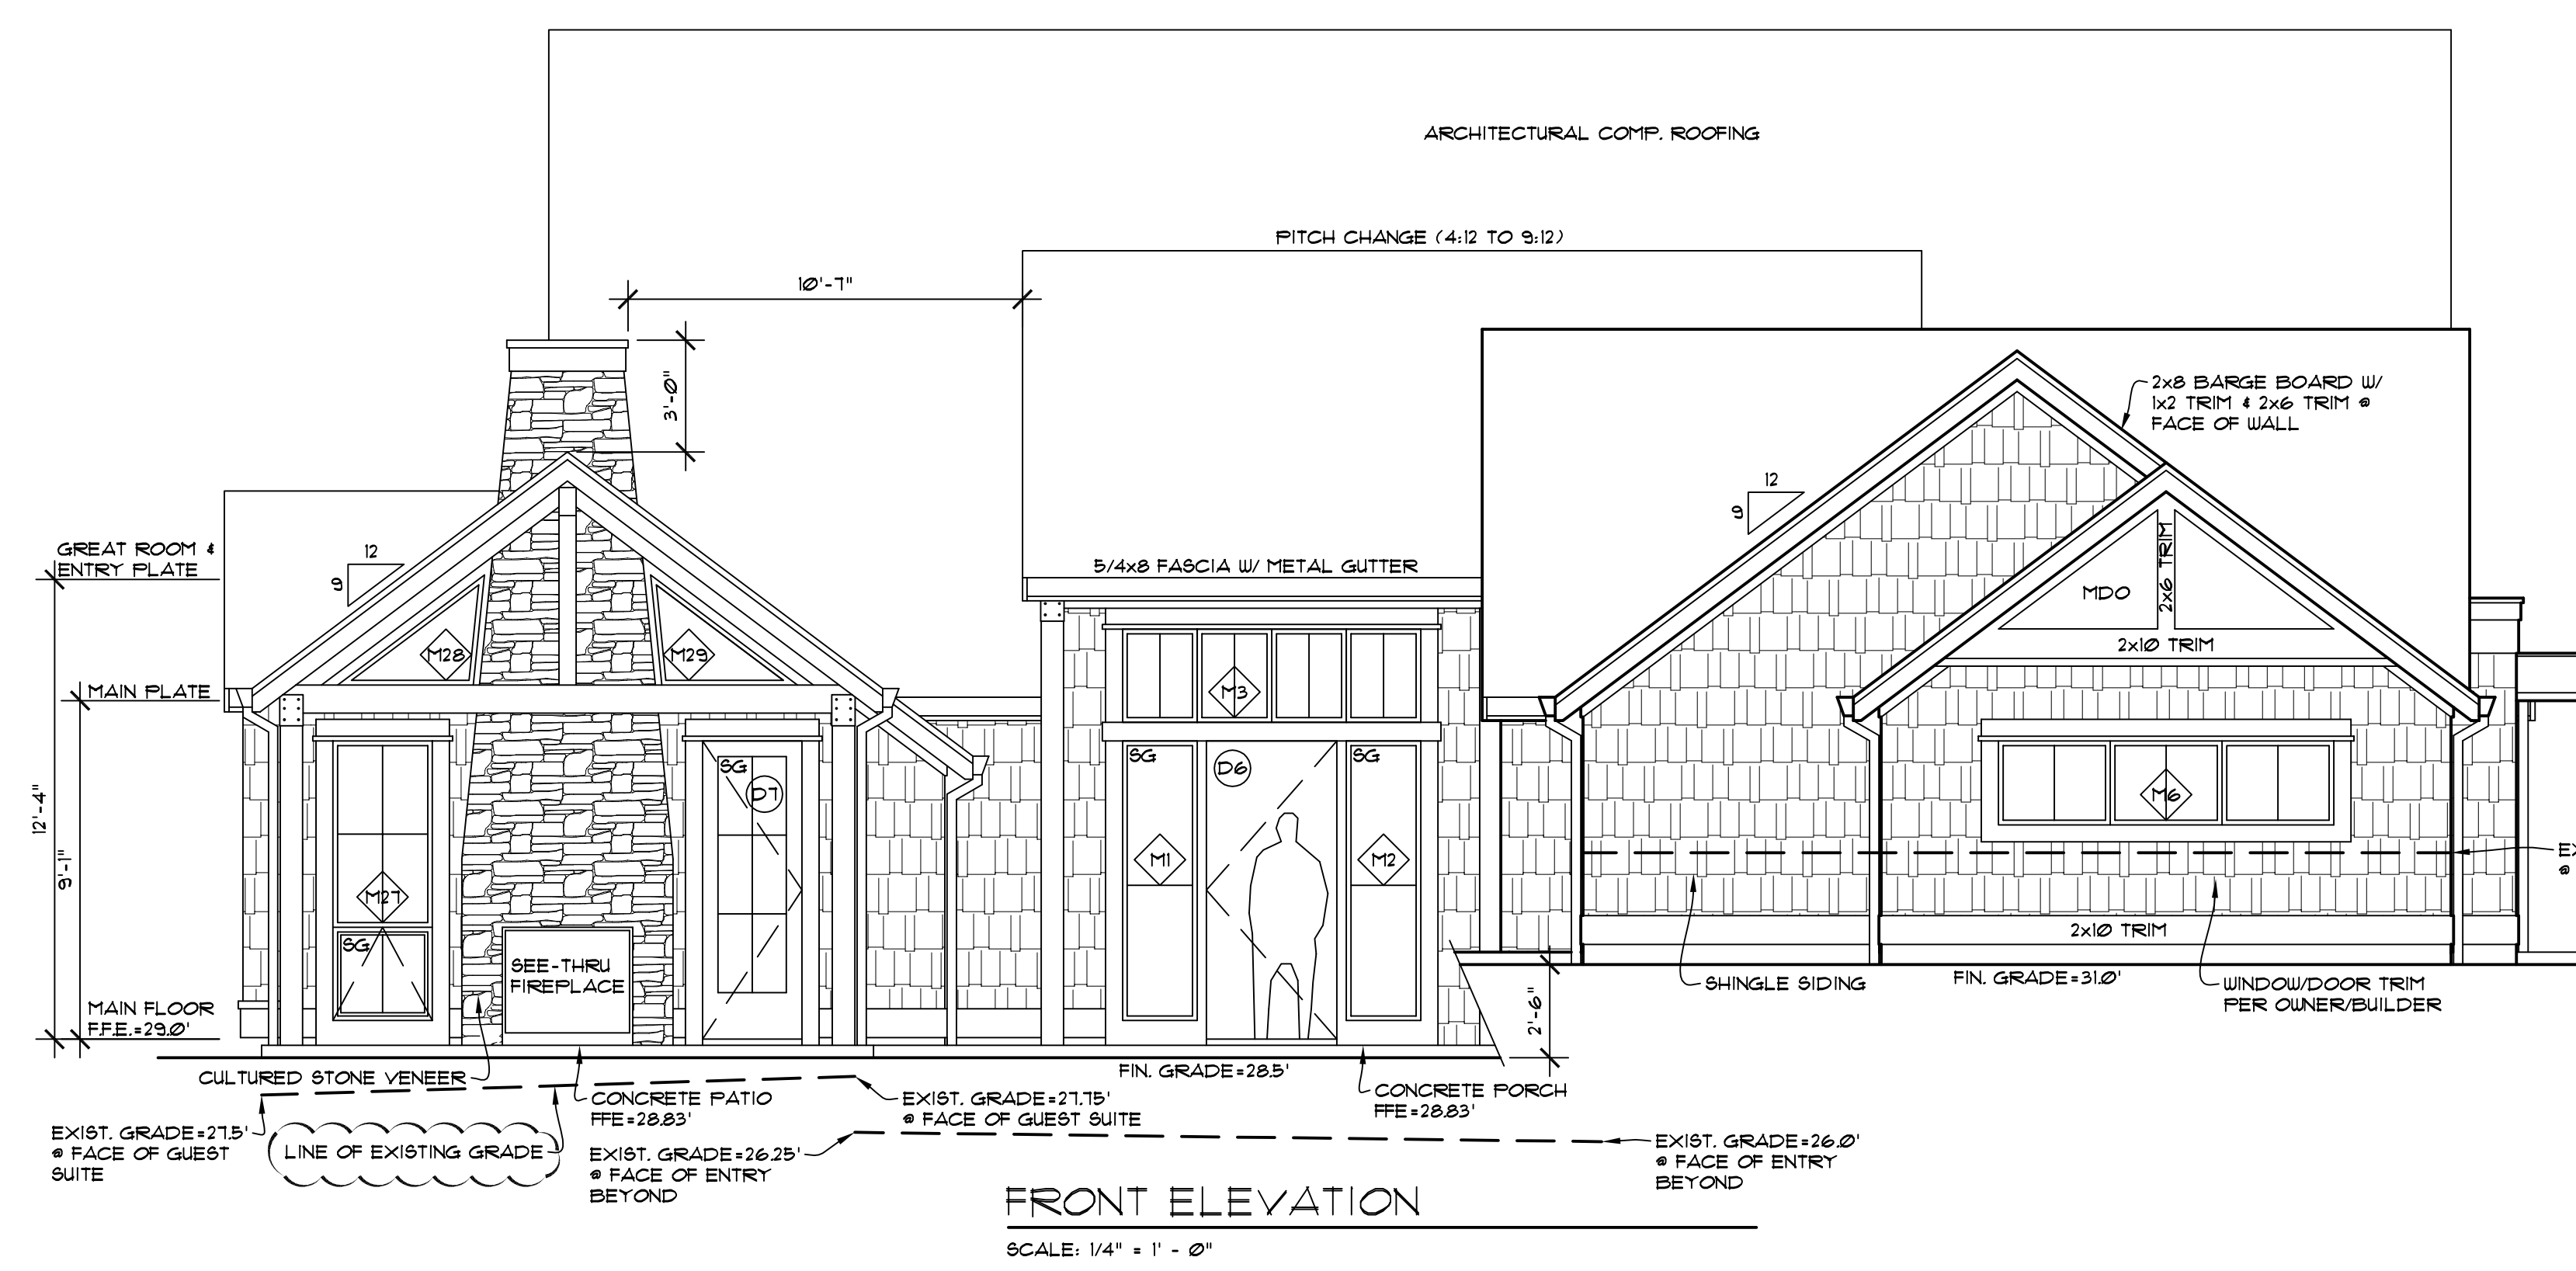 ARCHITECTURAL COMP. ROOFING
PITCH CHANGE (4:12 TO 9:12)
10'-7"
3'-0"
2x8 BARGE BOARD W/
1x2 TRIM & 2x6 TRIM @
FACE OF WALL
12
9
12
9
GREAT ROOM &
ENTRY PLATE
5/4x8 FASCIA W/ METAL GUTTER
MDO
2x6 TRIM
2x10 TRIM
M28
M29
MAIN PLATE
M3
SG
D7
SG
D6
SG
M6
12'-4"
9'-1"
M27
SG
M1
M2
2x10 TRIM
SEE-THRU
FIREPLACE
SHINGLE SIDING
FIN. GRADE=31.0'
WINDOW/DOOR TRIM
PER OWNER/BUILDER
MAIN FLOOR
F.F.E.=29.0'
2'-6"
CULTURED STONE VENEER
FIN. GRADE=28.5'
CONCRETE PATIO
FFE=28.83'
EXIST. GRADE=27.75'
@ FACE OF GUEST SUITE
CONCRETE PORCH
FFE=28.83'
EXIST. GRADE=27.5'
@ FACE OF GUEST
SUITE
LINE OF EXISTING GRADE
EXIST. GRADE=26.25'
@ FACE OF ENTRY
BEYOND
EXIST. GRADE=26.0'
@ FACE OF ENTRY
BEYOND
FRONT ELEVATION
SCALE: 1/4" = 1' - 0"